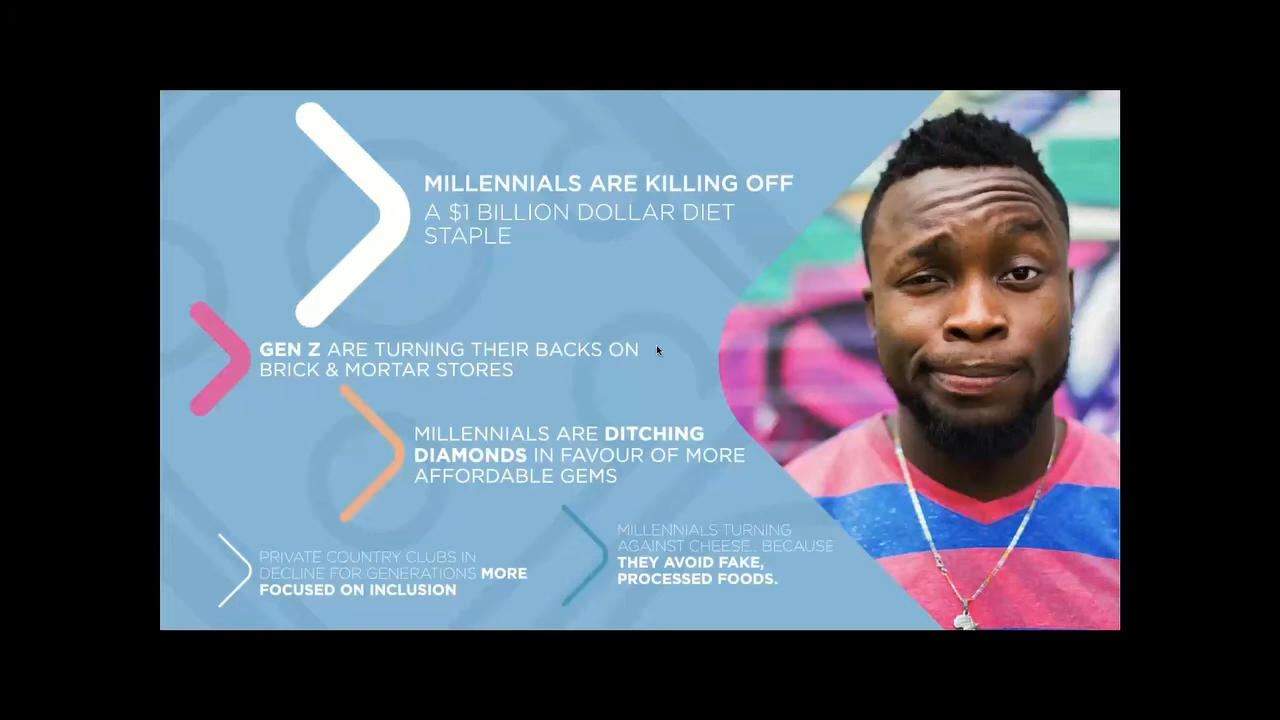 MILLENNIALS ARE KILLING OFF
A $1 BILLION DOLLAR DIET
STAPLE
GEN Z ARE TURNING THEIR BACKS ON
BRICK & MORTAR STORES
MILLENNIALS ARE DITCHING
DIAMONDS IN FAVOUR OF MORE
AFFORDABLE GEMS
PRIVATE COUNTRY CLUBS IN
DECLINE FOR GENERATIONS MORE
FOCUSED ON INCLUSION
MILLENNIALS TURNING
AGAINST CHEESE.. BECAUSE
THEY AVOID FAKE,
PROCESSED FOODS.